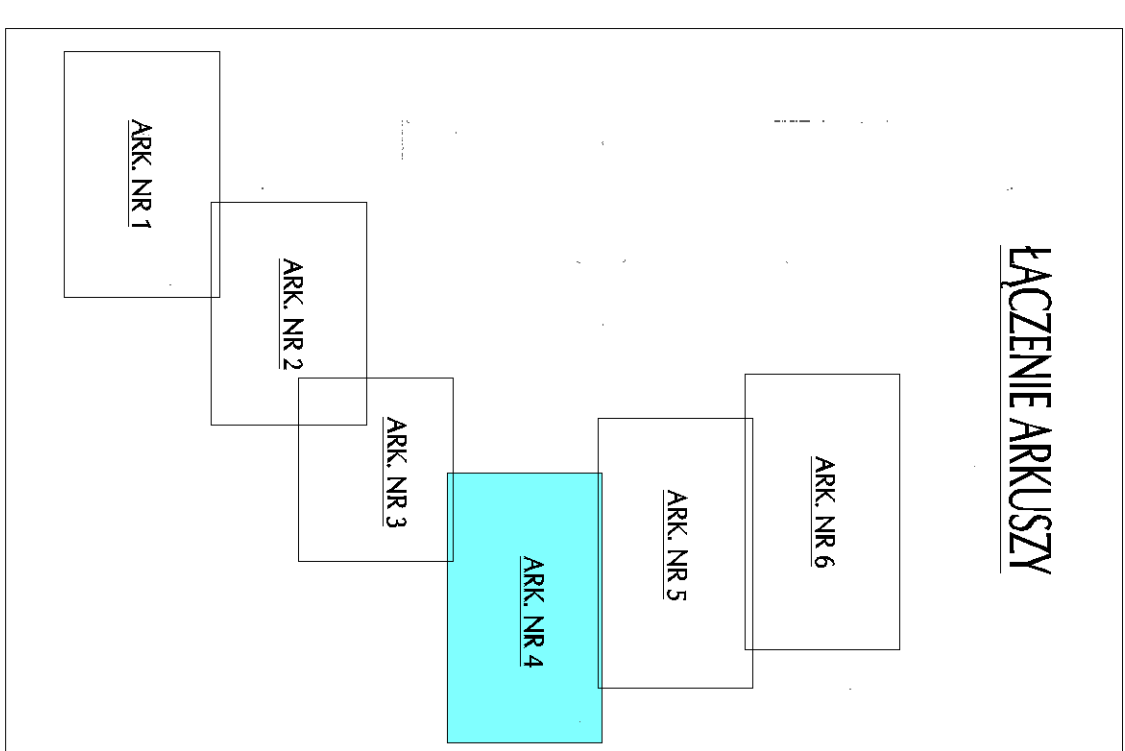 ŁĄCZENIE ARKUSZY
ARK. NR 6
ARK. NR 5
ARK. NR 4
ARK. NR 3
ARK. NR 2
ARK. NR 1